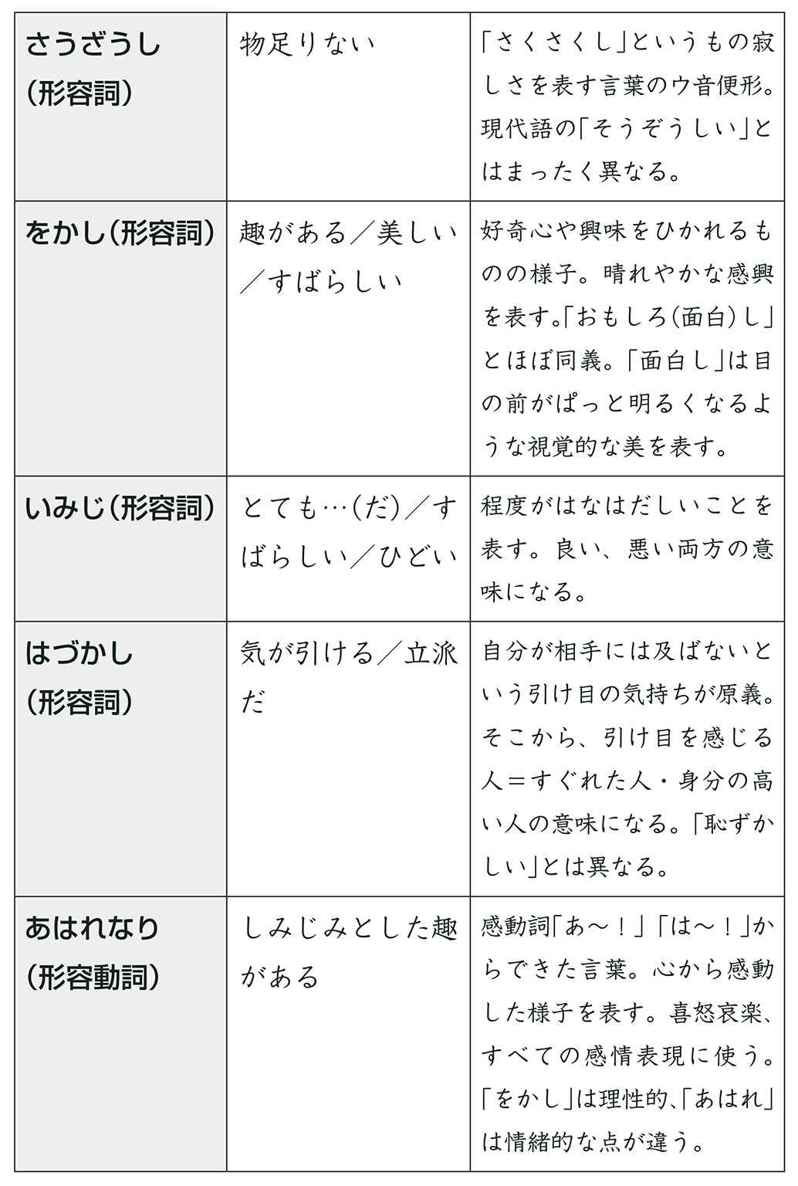 さうざうし
（形容詞）
物足りない
「さくさくし」というもの寂
しさを表す言葉のウ音便形。
現代語の「そうぞうしい」と
はまったく異なる。
をかし（形容詞）
趣がある／美しい
／すばらしい
好奇心や興味をひかれるも
のの様子。晴れやかな感興
を表す。「おもしろ（面白）し」
とほぼ同義。「面白し」は目
の前がぱっと明るくなるよ
うな視覚的な美を表す。
いみじ（形容詞）
とても…（だ）／す
ばらしい／ひどい
程度がはなはだしいことを
表す。良い、悪い両方の意
味になる。
はづかし
（形容詞）
気が引ける／立派
だ
自分が相手には及ばないと
いう引け目の気持ちが原義。
そこから、引け目を感じる
人＝すぐれた人・身分の高
い人の意味になる。「恥ずか
しい」とは異なる。
あはれなり
（形容動詞）
しみじみとした趣
がある
感動詞「あ〜！」「は〜！」か
らできた言葉。心から感動
した様子を表す。喜怒哀楽、
すべての感情表現に使う。
「をかし」は理性的、「あはれ」
は情緒的な点が違う。